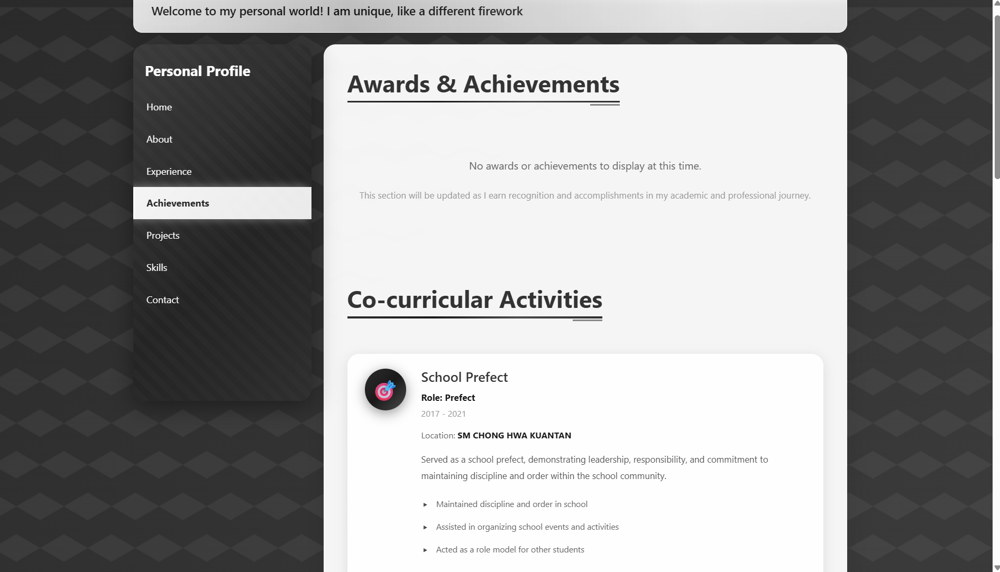 Welcome to my personal world! I am unique, like a different firework
Personal Profile
Home
About
Experience
Achievements
Projects
Skills
Contact
Awards & Achievements
No awards or achievements to display at this time.
This section will be updated as I earn recognition and accomplishments in my academic and professional journey.
Co-curricular Activities
School Prefect
Role: Prefect
2017 - 2021
Location: SM CHONG HWA KUANTAN
Served as a school prefect, demonstrating leadership, responsibility, and commitment to
maintaining discipline and order within the school community.
Maintained discipline and order in school
Assisted in organizing school events and activities
Acted as a role model for other students